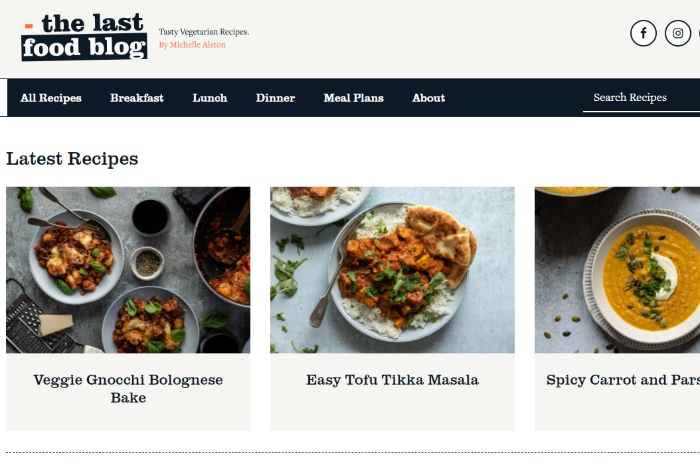 - the last
food blog
Tasty Vegetarian Recipes.
By Michelle Alston
All Recipes Breakfast Lunch Dinner Meal Plans About Search Recipes
Latest Recipes
Veggie Gnocchi Bolognese
Bake
Easy Tofu Tikka Masala
Spicy Carrot and Pars